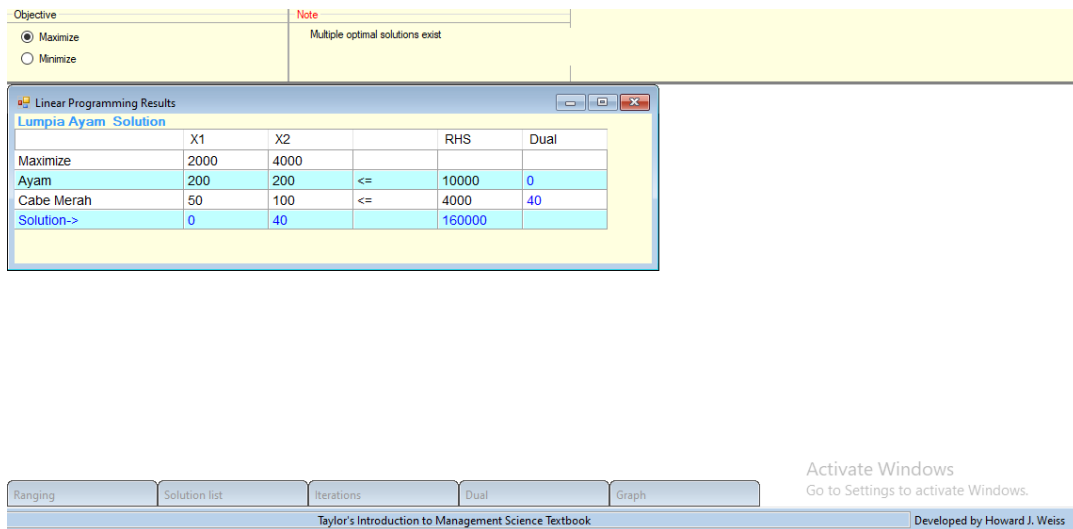 Objective
Note
Maximize
Multiple optimal solutions exist
Minimize
Linear Programming Results
Lumpia Ayam Solution
X1 X2 RHS Dual
Maximize 2000 4000
Ayam 200 200 <= 10000 0
Cabe Merah 50 100 <= 4000 40
Solution-> 0 40 160000
Activate Windows
Go to Settings to activate Windows.
Ranging Solution list Iterations Dual Graph
Taylor's Introduction to Management Science Textbook Developed by Howard J. Weiss